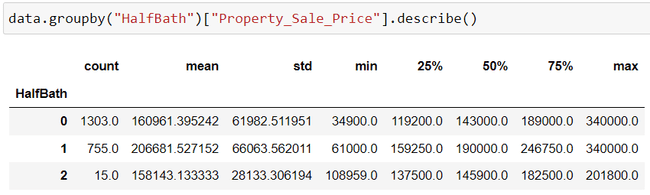 data.groupby("HalfBath")["Property_Sale_Price"].describe()
count mean std min 25% 50% 75% max
HalfBath
0 1303.0 160961.395242 61982.511951 34900.0 119200.0 143000.0 189000.0 340000.0
1 755.0 206681.527152 66063.562011 61000.0 159250.0 190000.0 246750.0 340000.0
2 15.0 158143.133333 28133.306194 108959.0 137500.0 145900.0 182500.0 201800.0